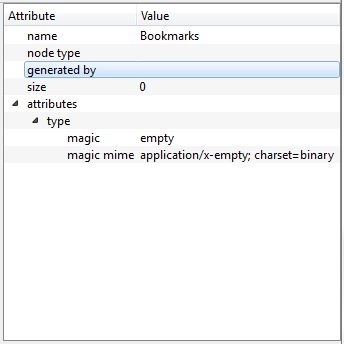 Attribute Value
name Bookmarks
node type
generated by
size 0
attributes
type
magic empty
magic mime application/x-empty; charset=binary